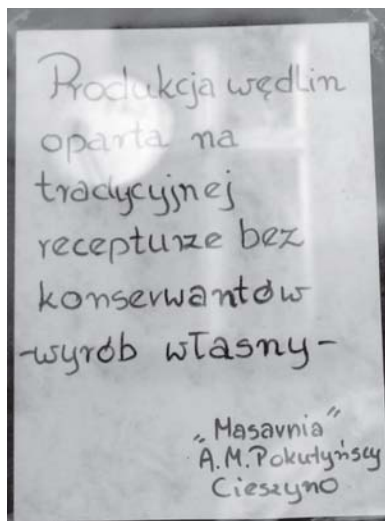 Produkcja wędlin
oparta na
tradycyjnej
recepturze bez
konserwantów
-wyrób własny-
„Masarnia”
A.M.Pokutyńscy
Cieszyno